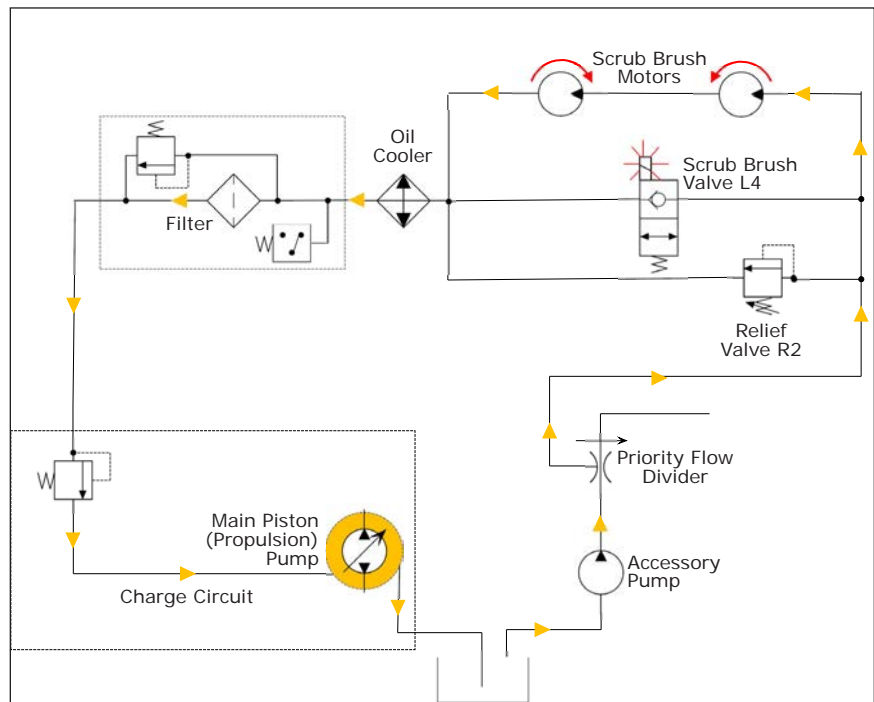 Scrub Brush
Motors
Oil
Cooler
Scrub Brush
Valve L4
Filter
Relief
Valve R2
Priority Flow
Divider
Main Piston
(Propulsion)
Pump
Accessory
Pump
Charge Circuit